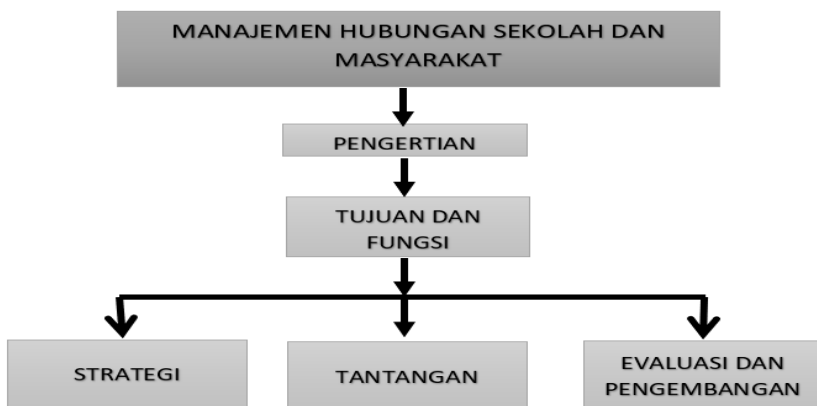 MANAJEMEN HUBUNGAN SEKOLAH DAN
MASYARAKAT
PENGERTIAN
TUJUAN DAN
FUNGSI
STRATEGI
TANTANGAN
EVALUASI DAN
PENGEMBANGAN